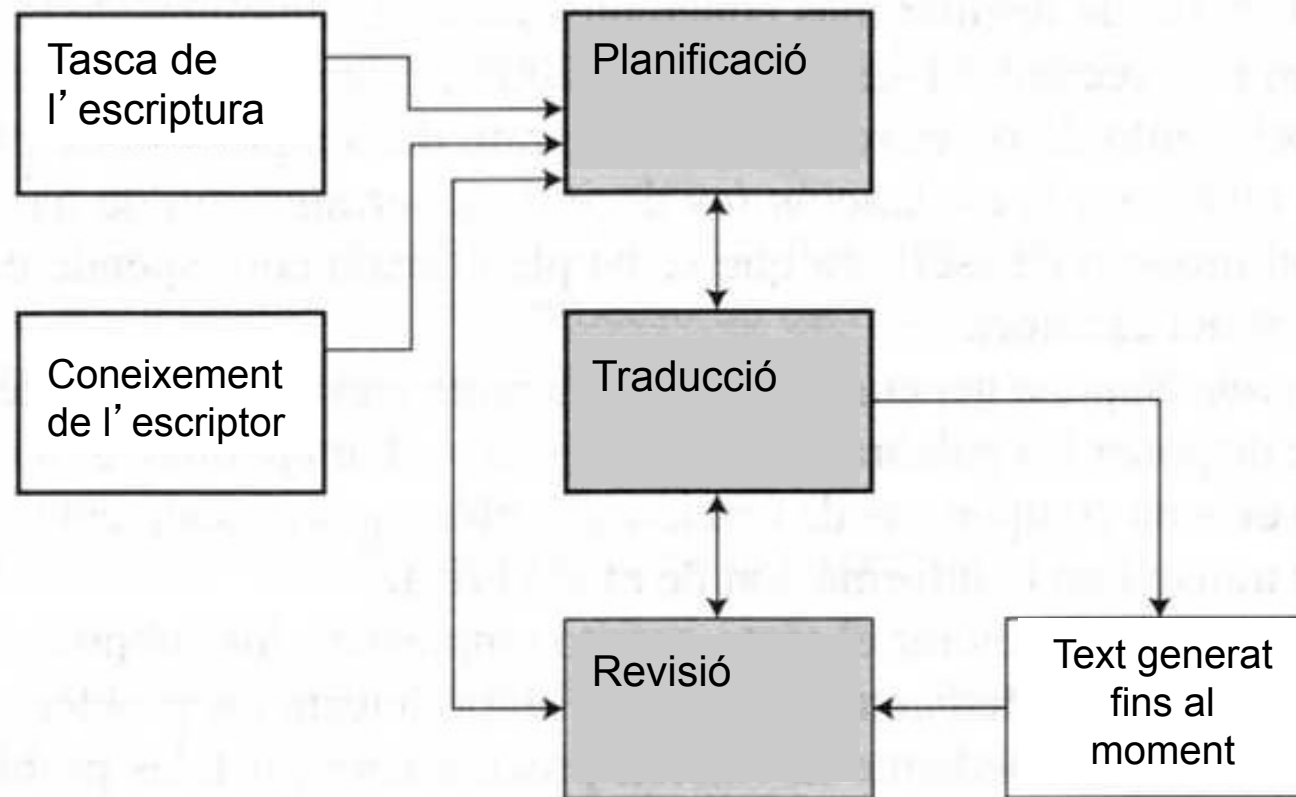 Tasca de
l’escriptura
Planificació
Coneixement
de l’escriptor
Traducció
Revisió
Text generat
fins al
moment